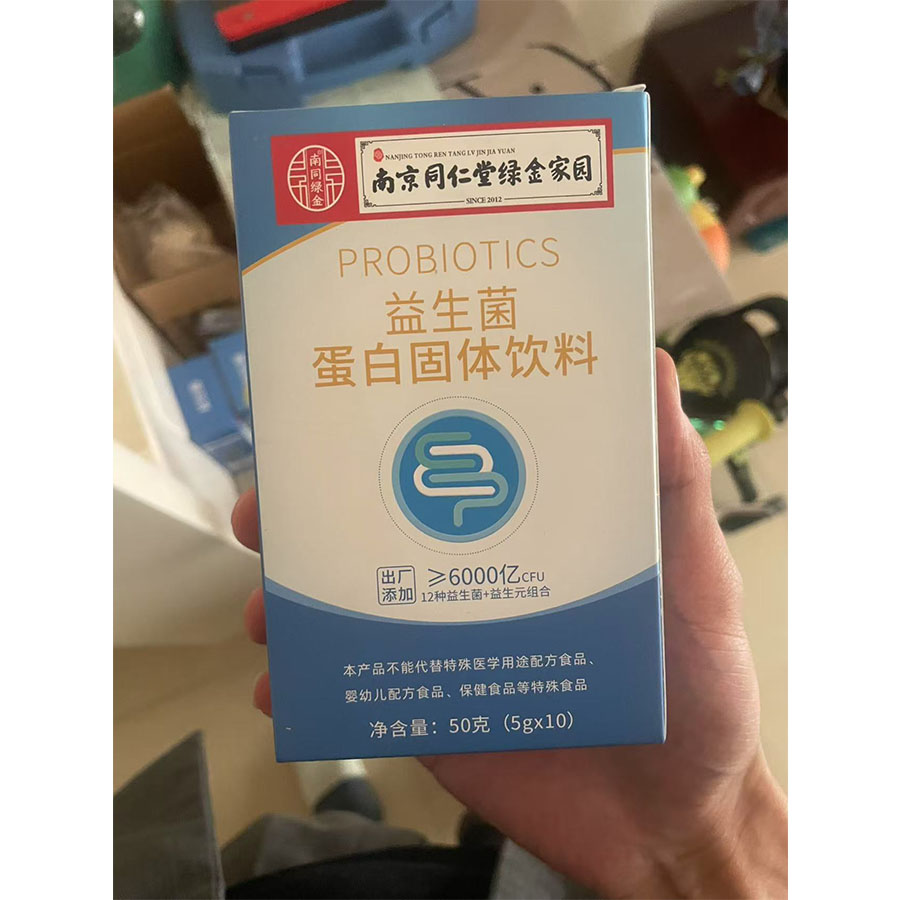 南同绿金
NANJING TONG REN TANG LV JIN JIA YUAN
南京同仁堂绿金家园
SINCE 2012
PROBIOTICS
益生菌
蛋白固体饮料
出厂
添加
≥6000亿CFU
12种益生菌+益生元组合
本产品不能代替特殊医学用途配方食品、
婴幼儿配方食品、保健食品等特殊食品
净含量：50克（5gx10）